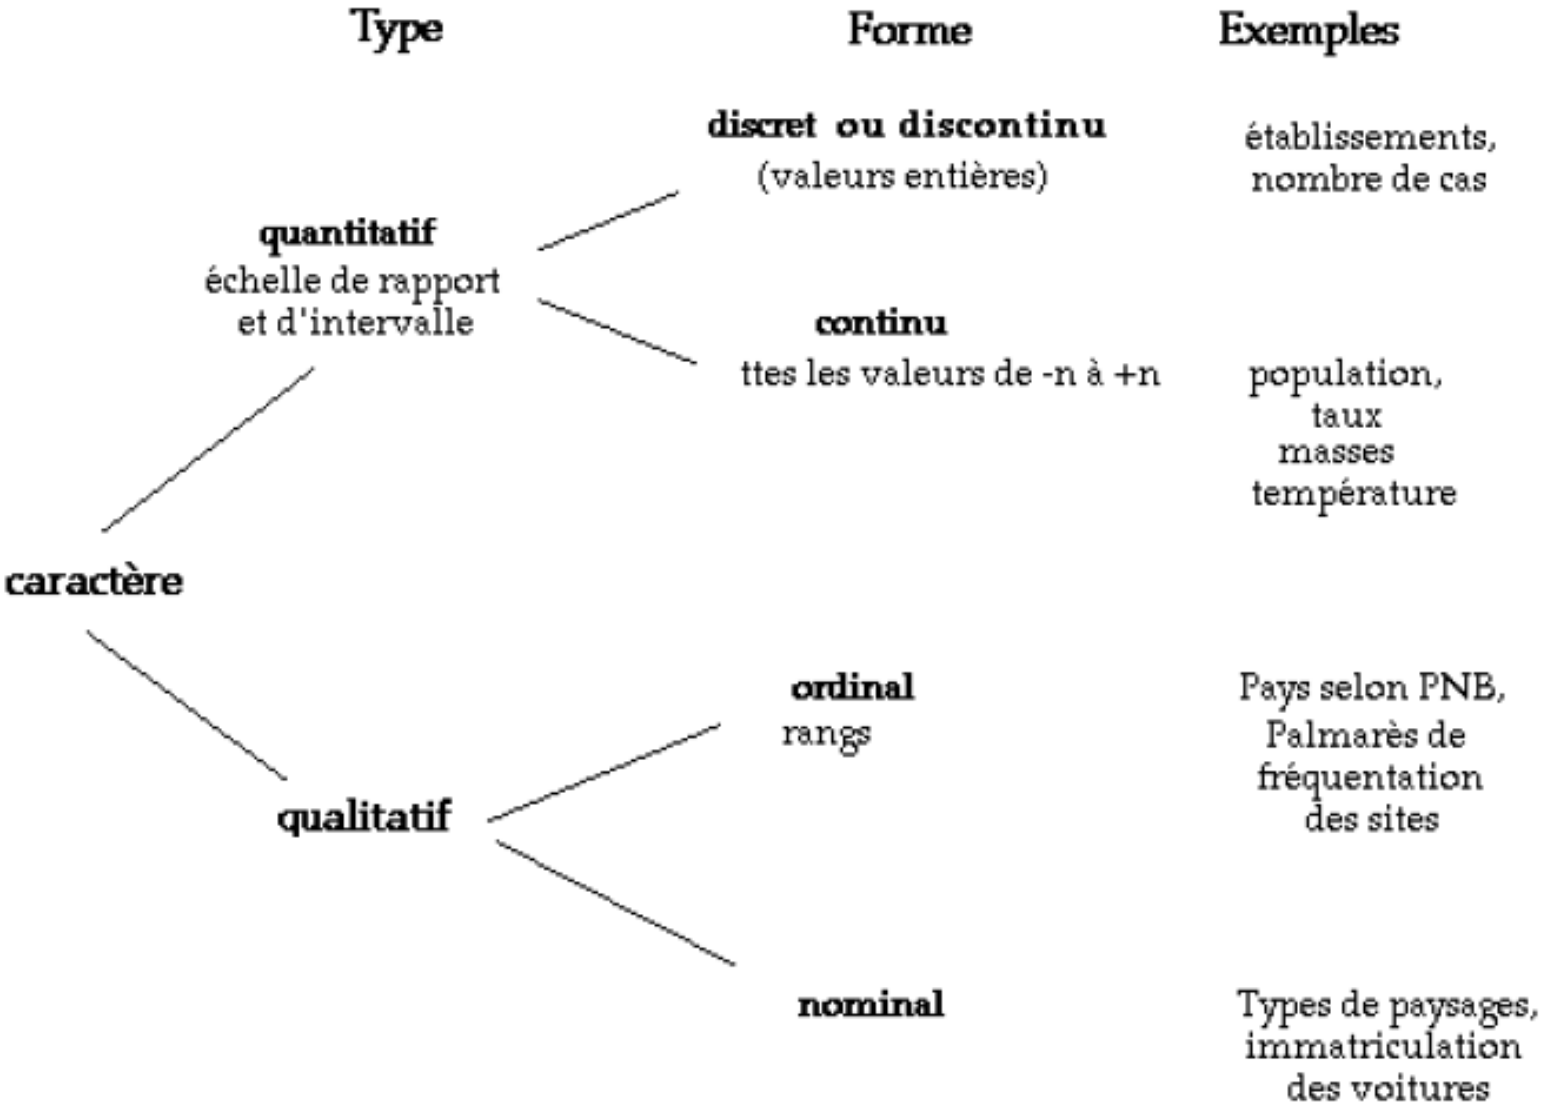 Type Forme Exemples
discret ou discontinu
(valeurs entières)
établissements,
nombre de cas
quantitatif
échelle de rapport
et d'intervalle
continu
ttes les valeurs de -n à +n
population,
taux
masses
température
caractère
qualitatif
ordinal
rangs
Pays selon PNB,
Palmarès de
fréquentation
des sites
nominal
Types de paysages,
immatriculation
des voitures